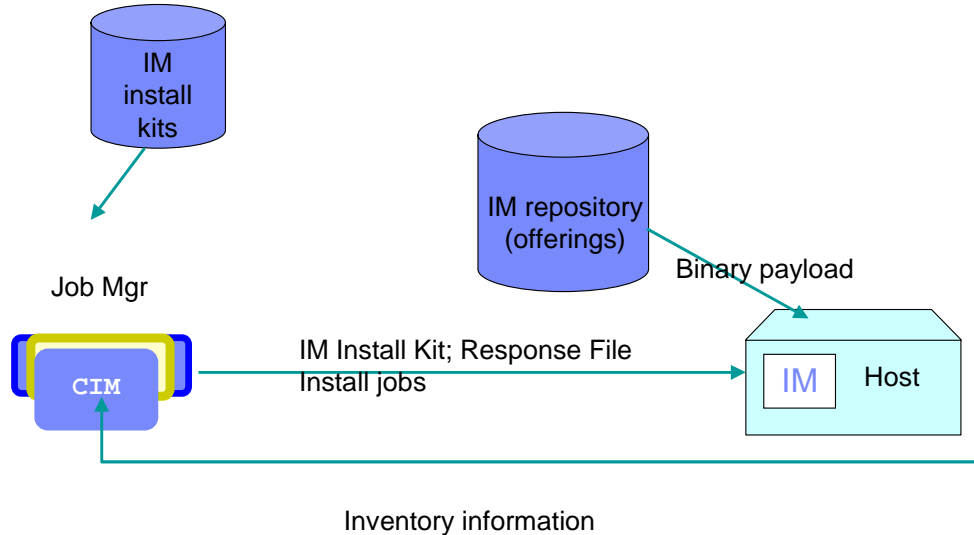 IM
install
kits
IM repository
(offerings)
Binary payload
Job Mgr
IM Install Kit; Response File
Install jobs
CIM
IM
Host
Inventory information